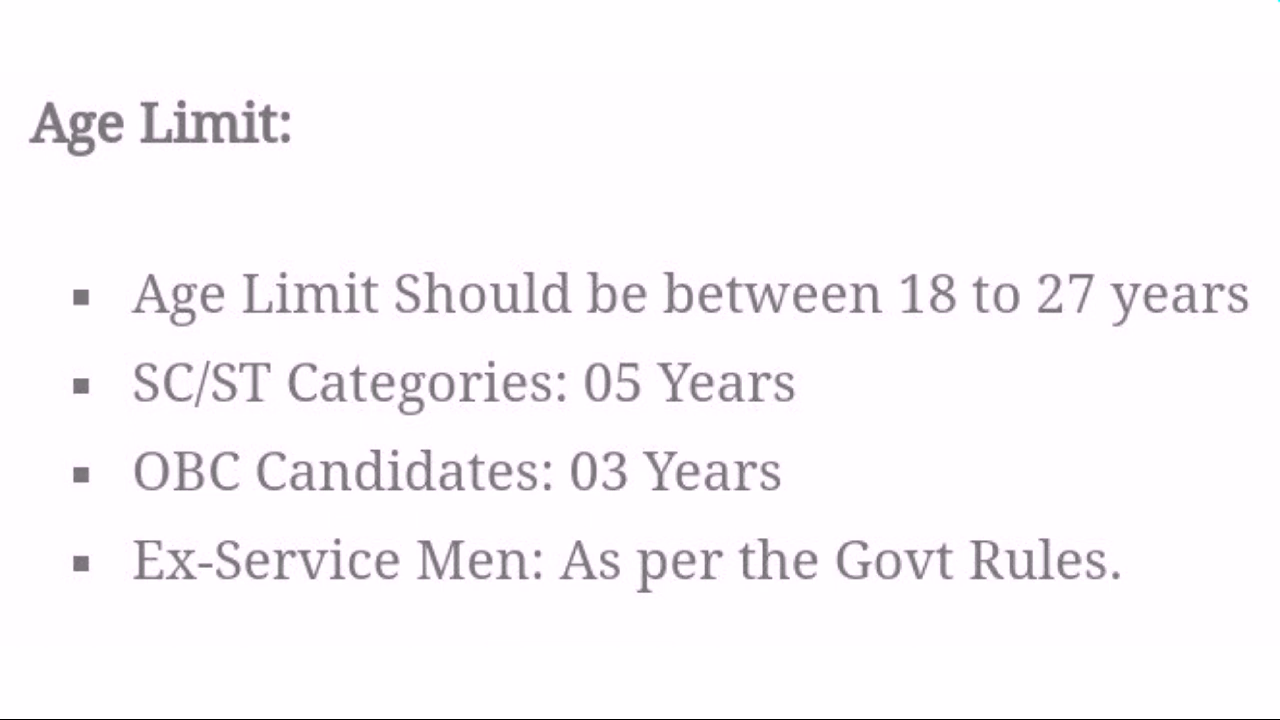 Age Limit:
▪ Age Limit Should be between 18 to 27 years
▪ SC/ST Categories: 05 Years
▪ OBC Candidates: 03 Years
▪ Ex-Service Men: As per the Govt Rules.